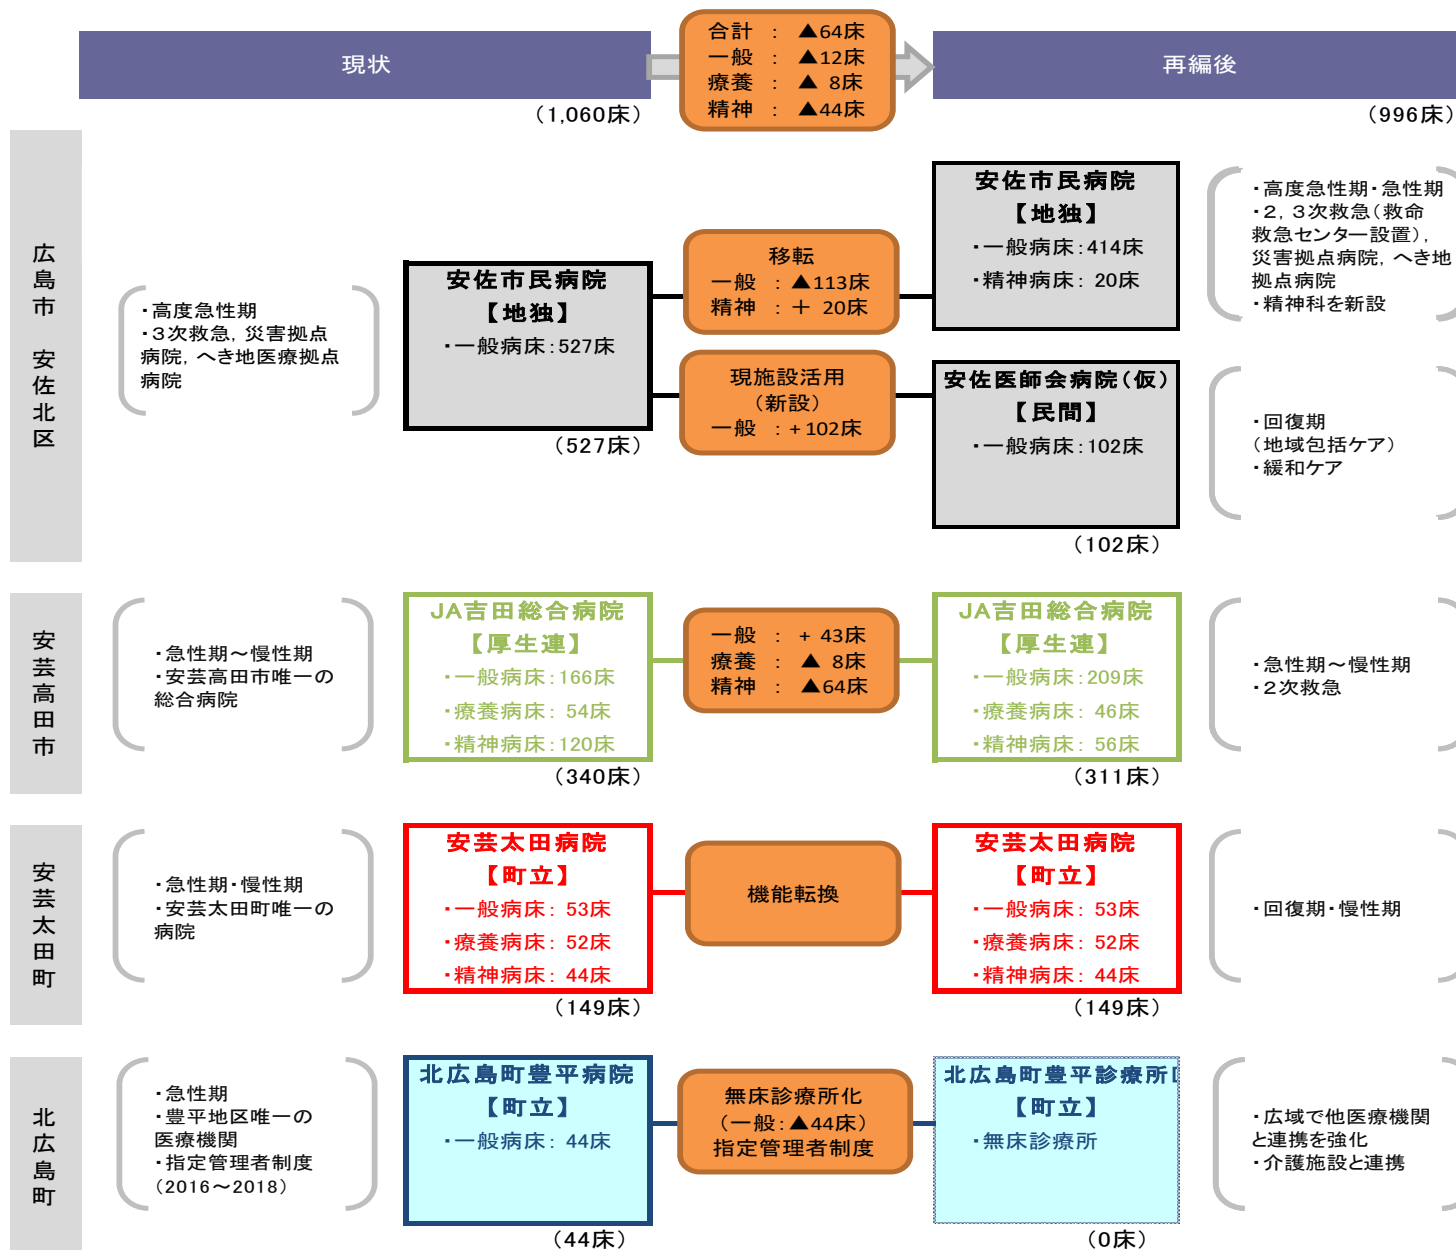 現状
合計 : ▲64床
一般 : ▲12床
療養 : ▲ 8床
精神 : ▲44床
再編後
(1,060床)
(996床)
広島市 安佐北区
・高度急性期
・3次救急, 災害拠点
病院, へき地医療拠点
病院
安佐市民病院
【地独】
・一般病床:527床
(527床)
移転
一般 : ▲113床
精神 : + 20床
現施設活用
(新設)
一般 : +102床
安佐市民病院
【地独】
・一般病床:414床
・精神病床: 20床
・高度急性期・急性期
・2, 3次救急(救命
救急センター設置),
災害拠点病院, へき地
拠点病院
・精神科を新設
安佐医師会病院(仮)
【民間】
・一般病床:102床
(102床)
・回復期
(地域包括ケア)
・緩和ケア
安芸高田市
・急性期~慢性期
・安芸高田市唯一の
総合病院
JA吉田総合病院
【厚生連】
・一般病床:166床
・療養病床: 54床
・精神病床:120床
(340床)
一般 : + 43床
療養 : ▲ 8床
精神 : ▲64床
JA吉田総合病院
【厚生連】
・一般病床:209床
・療養病床: 46床
・精神病床: 56床
(311床)
・急性期~慢性期
・2次救急
安芸太田町
・急性期・慢性期
・安芸太田町唯一の
病院
安芸太田病院
【町立】
・一般病床: 53床
・療養病床: 52床
・精神病床: 44床
(149床)
機能転換
安芸太田病院
【町立】
・一般病床: 53床
・療養病床: 52床
・精神病床: 44床
(149床)
・回復期・慢性期
北広島町
・急性期
・豊平地区唯一の
医療機関
・指定管理者制度
(2016~2018)
北広島町豊平病院
【町立】
・一般病床: 44床
(44床)
無床診療所化
(一般:▲44床)
指定管理者制度
北広島町豊平診療所
【町立】
・無床診療所
(0床)
・広域で他医療機関
と連携を強化
・介護施設と連携